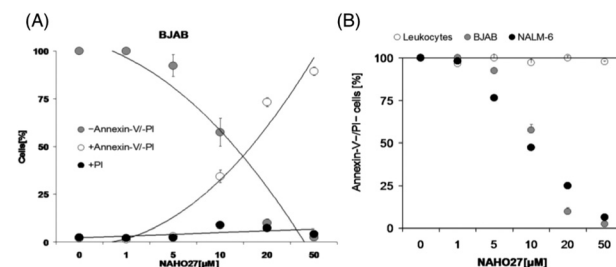 (A)
BJAB
100
75
50
25
0
Cells[%]
−Annexin-V/-PI
+Annexin-V/-PI
+PI
0 1 5 10 20 50
NAHO27[µM]
(B)
Leukocytes BJAB NALM-6
100
75
50
25
0
Annexin-V−/PI− cells [%]
0 1 5 10 20 50
NAHO27[µM]